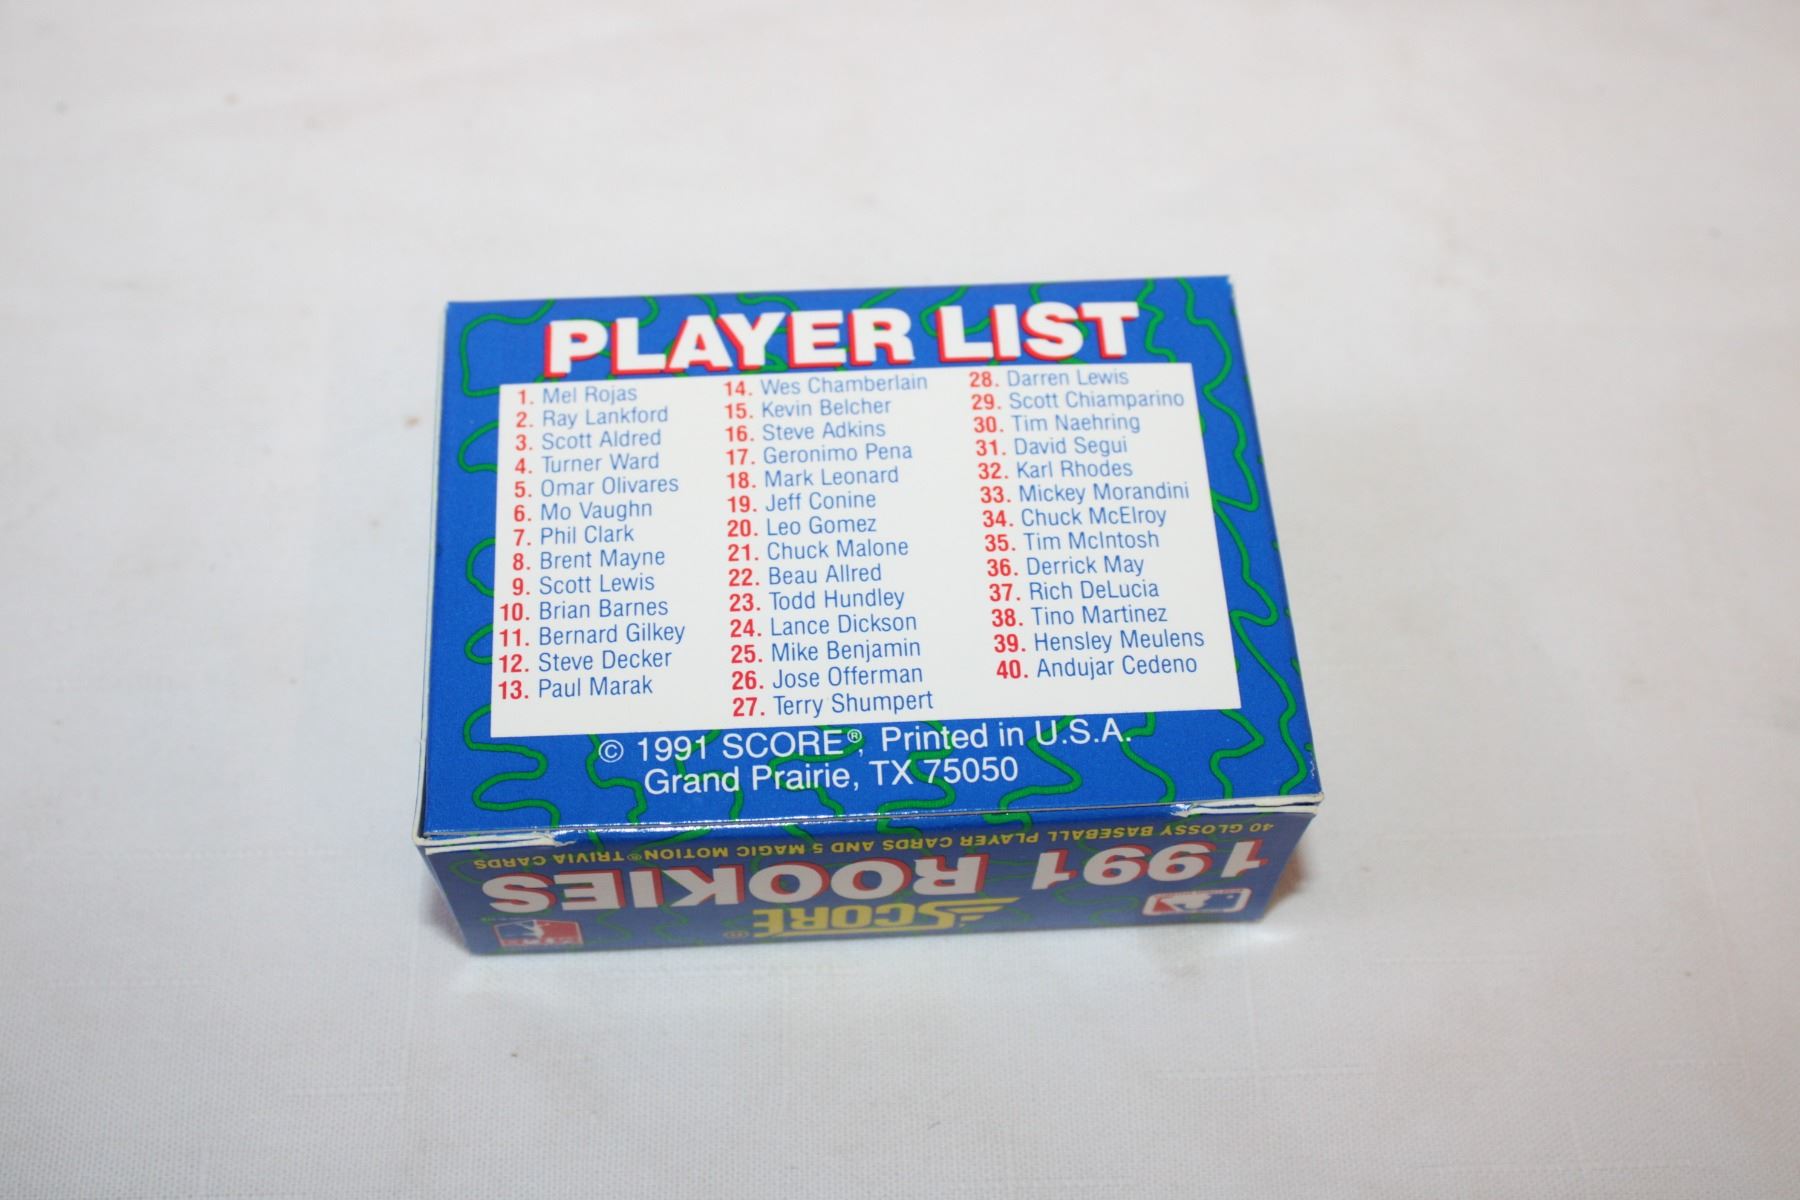 PLAYER LIST
1. Mel Rojas
2. Ray Lankford
3. Scott Aldred
4. Turner Ward
5. Omar Olivares
6. Mo Vaughn
7. Phil Clark
8. Brent Mayne
9. Scott Lewis
10. Brian Barnes
11. Bernard Gilkey
12. Steve Decker
13. Paul Marak
14. Wes Chamberlain
15. Kevin Belcher
16. Steve Adkins
17. Geronimo Pena
18. Mark Leonard
19. Jeff Conine
20. Leo Gomez
21. Chuck Malone
22. Beau Allred
23. Todd Hundley
24. Lance Dickson
25. Mike Benjamin
26. Jose Offerman
27. Terry Shumpert
28. Darren Lewis
29. Scott Chiamparino
30. Tim Naehring
31. David Segui
32. Karl Rhodes
33. Mickey Morandini
34. Chuck McElroy
35. Tim McIntosh
36. Derrick May
37. Rich DeLucia
38. Tino Martinez
39. Hensley Meulens
40. Andujar Cedeno
© 1991 SCORE®, Printed in U.S.A.
Grand Prairie, TX 75050
SCORE®
1991 ROOKIES
40 GLOSSY BASEBALL PLAYER CARDS AND 5 MAGIC MOTION® TRIVIA CARDS